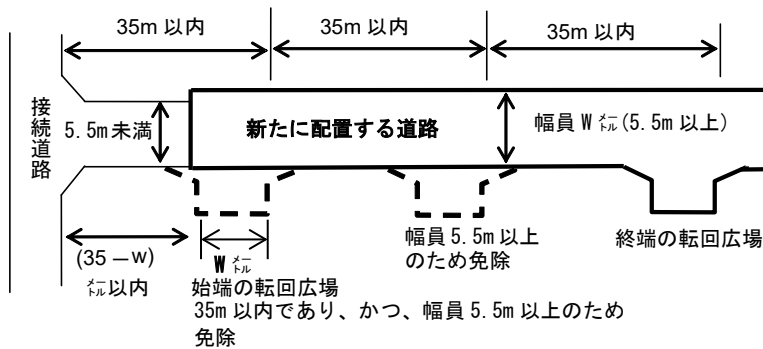 35m 以内
35m 以内
35m 以内
接続道路
5.5m 未満
新たに配置する道路
幅員 W ㍍(5.5m 以上)
(35 ―w)
㍍以内
W ㍍
始端の転回広場
35m 以内であり、かつ、幅員 5.5m 以上のため
免除
幅員 5.5m 以上
のため免除
終端の転回広場